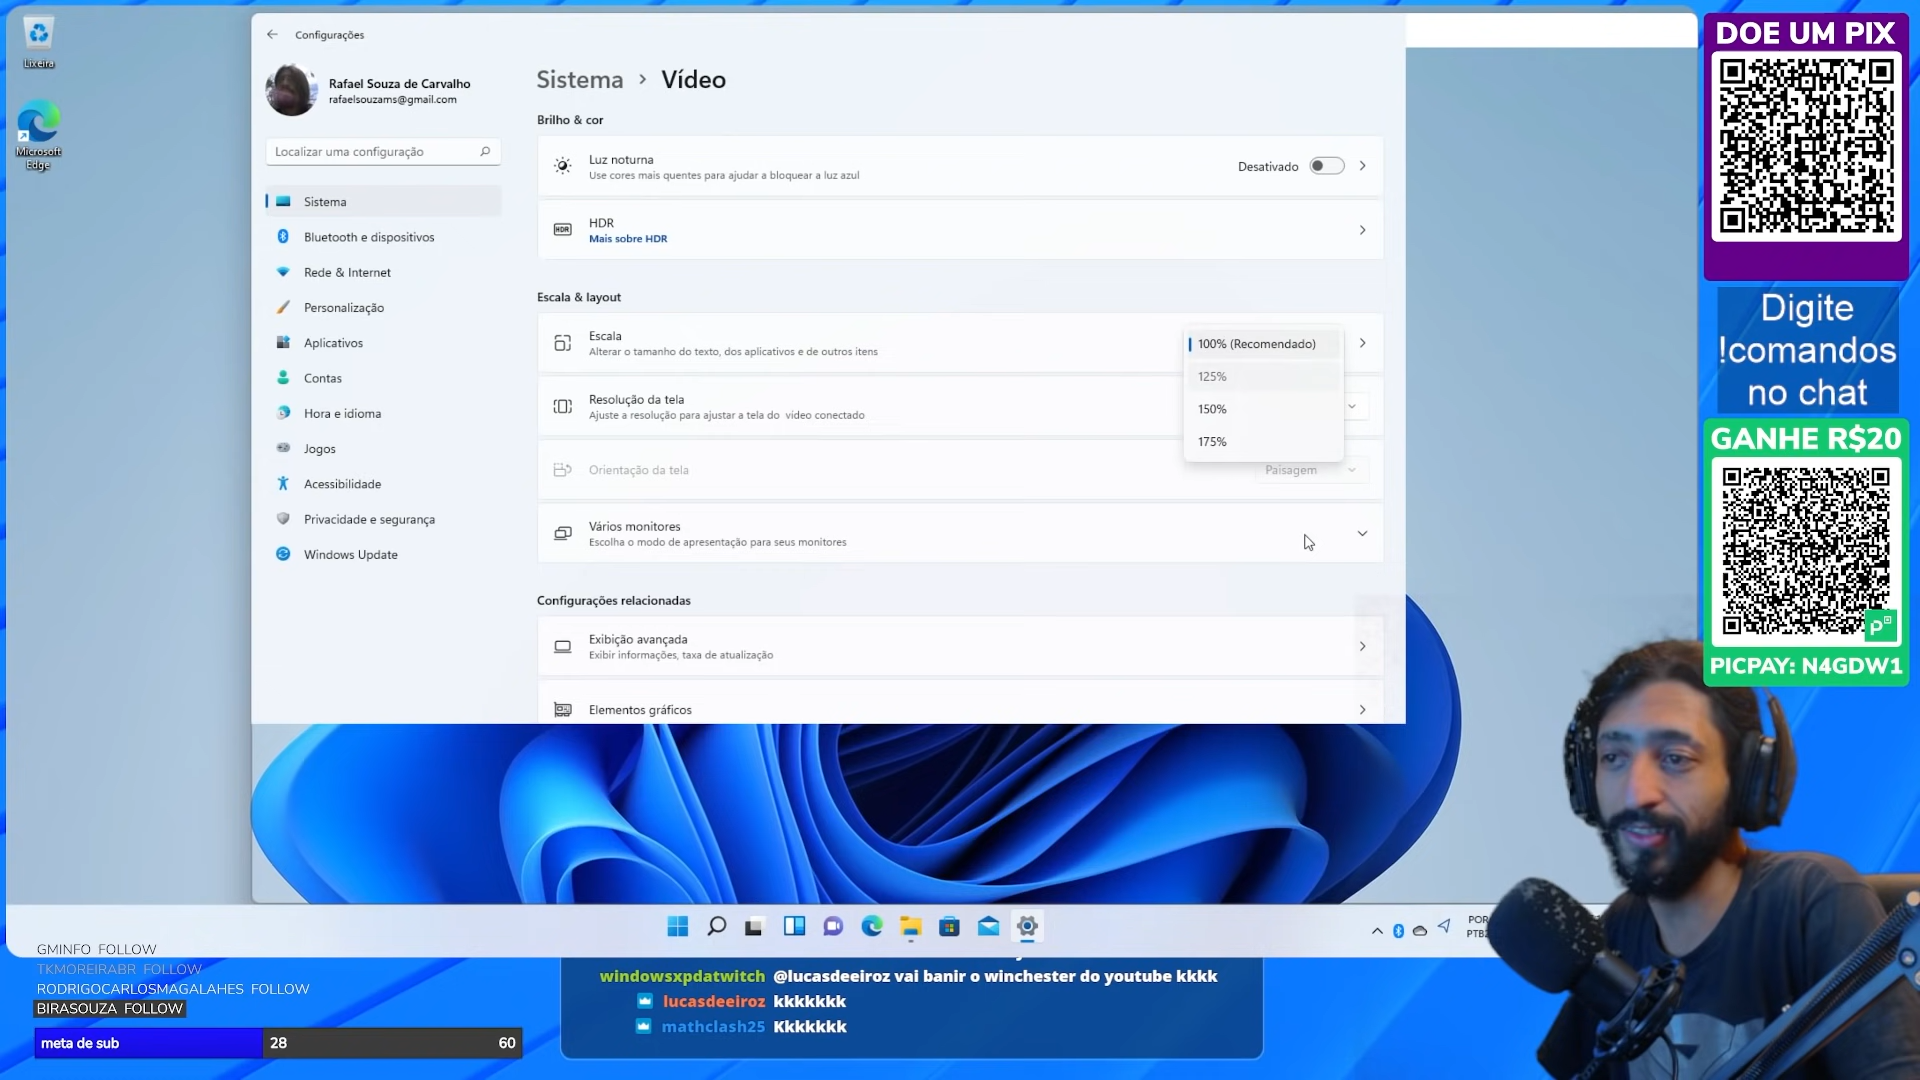 Lixeira
Microsoft
Edge
Configurações
Rafael Souza de Carvalho
rafaelsouzams@gmail.com
Localizar uma configuração
Sistema
Bluetooth e dispositivos
Rede & Internet
Personalização
Aplicativos
Contas
Hora e idioma
Jogos
Acessibilidade
Privacidade e segurança
Windows Update
Sistema > Vídeo
Brilho & cor
Luz noturna
Use cores mais quentes para ajudar a bloquear a luz azul
Desativado
HDR
HDR
Mais sobre HDR
Escala & layout
Escala
Alterar o tamanho do texto, dos aplicativos e de outros itens
100% (Recomendado)
125%
150%
175%
Resolução da tela
Ajuste a resolução para ajustar a tela do vídeo conectado
Orientação da tela
Paisagem
Vários monitores
Escolha o modo de apresentação para seus monitores
Configurações relacionadas
Exibição avançada
Exibir informações, taxa de atualização
Elementos gráficos
POR
DOE UM PIX
Digite
!comandos
no chat
GANHE R$20
PICPAY: N4GDW1
GMINFO FOLLOW
TKMOREIRABR FOLLOW
RODRIGOCARLOSMAGALAHES FOLLOW
BIRASOUZA FOLLOW
meta de sub 28 60
windowsxpdatwitch @lucasdeeiroz vai banir o winchester do youtube kkkk
lucasdeeiroz kkkkkkk
mathclash25 Kkkkkkk